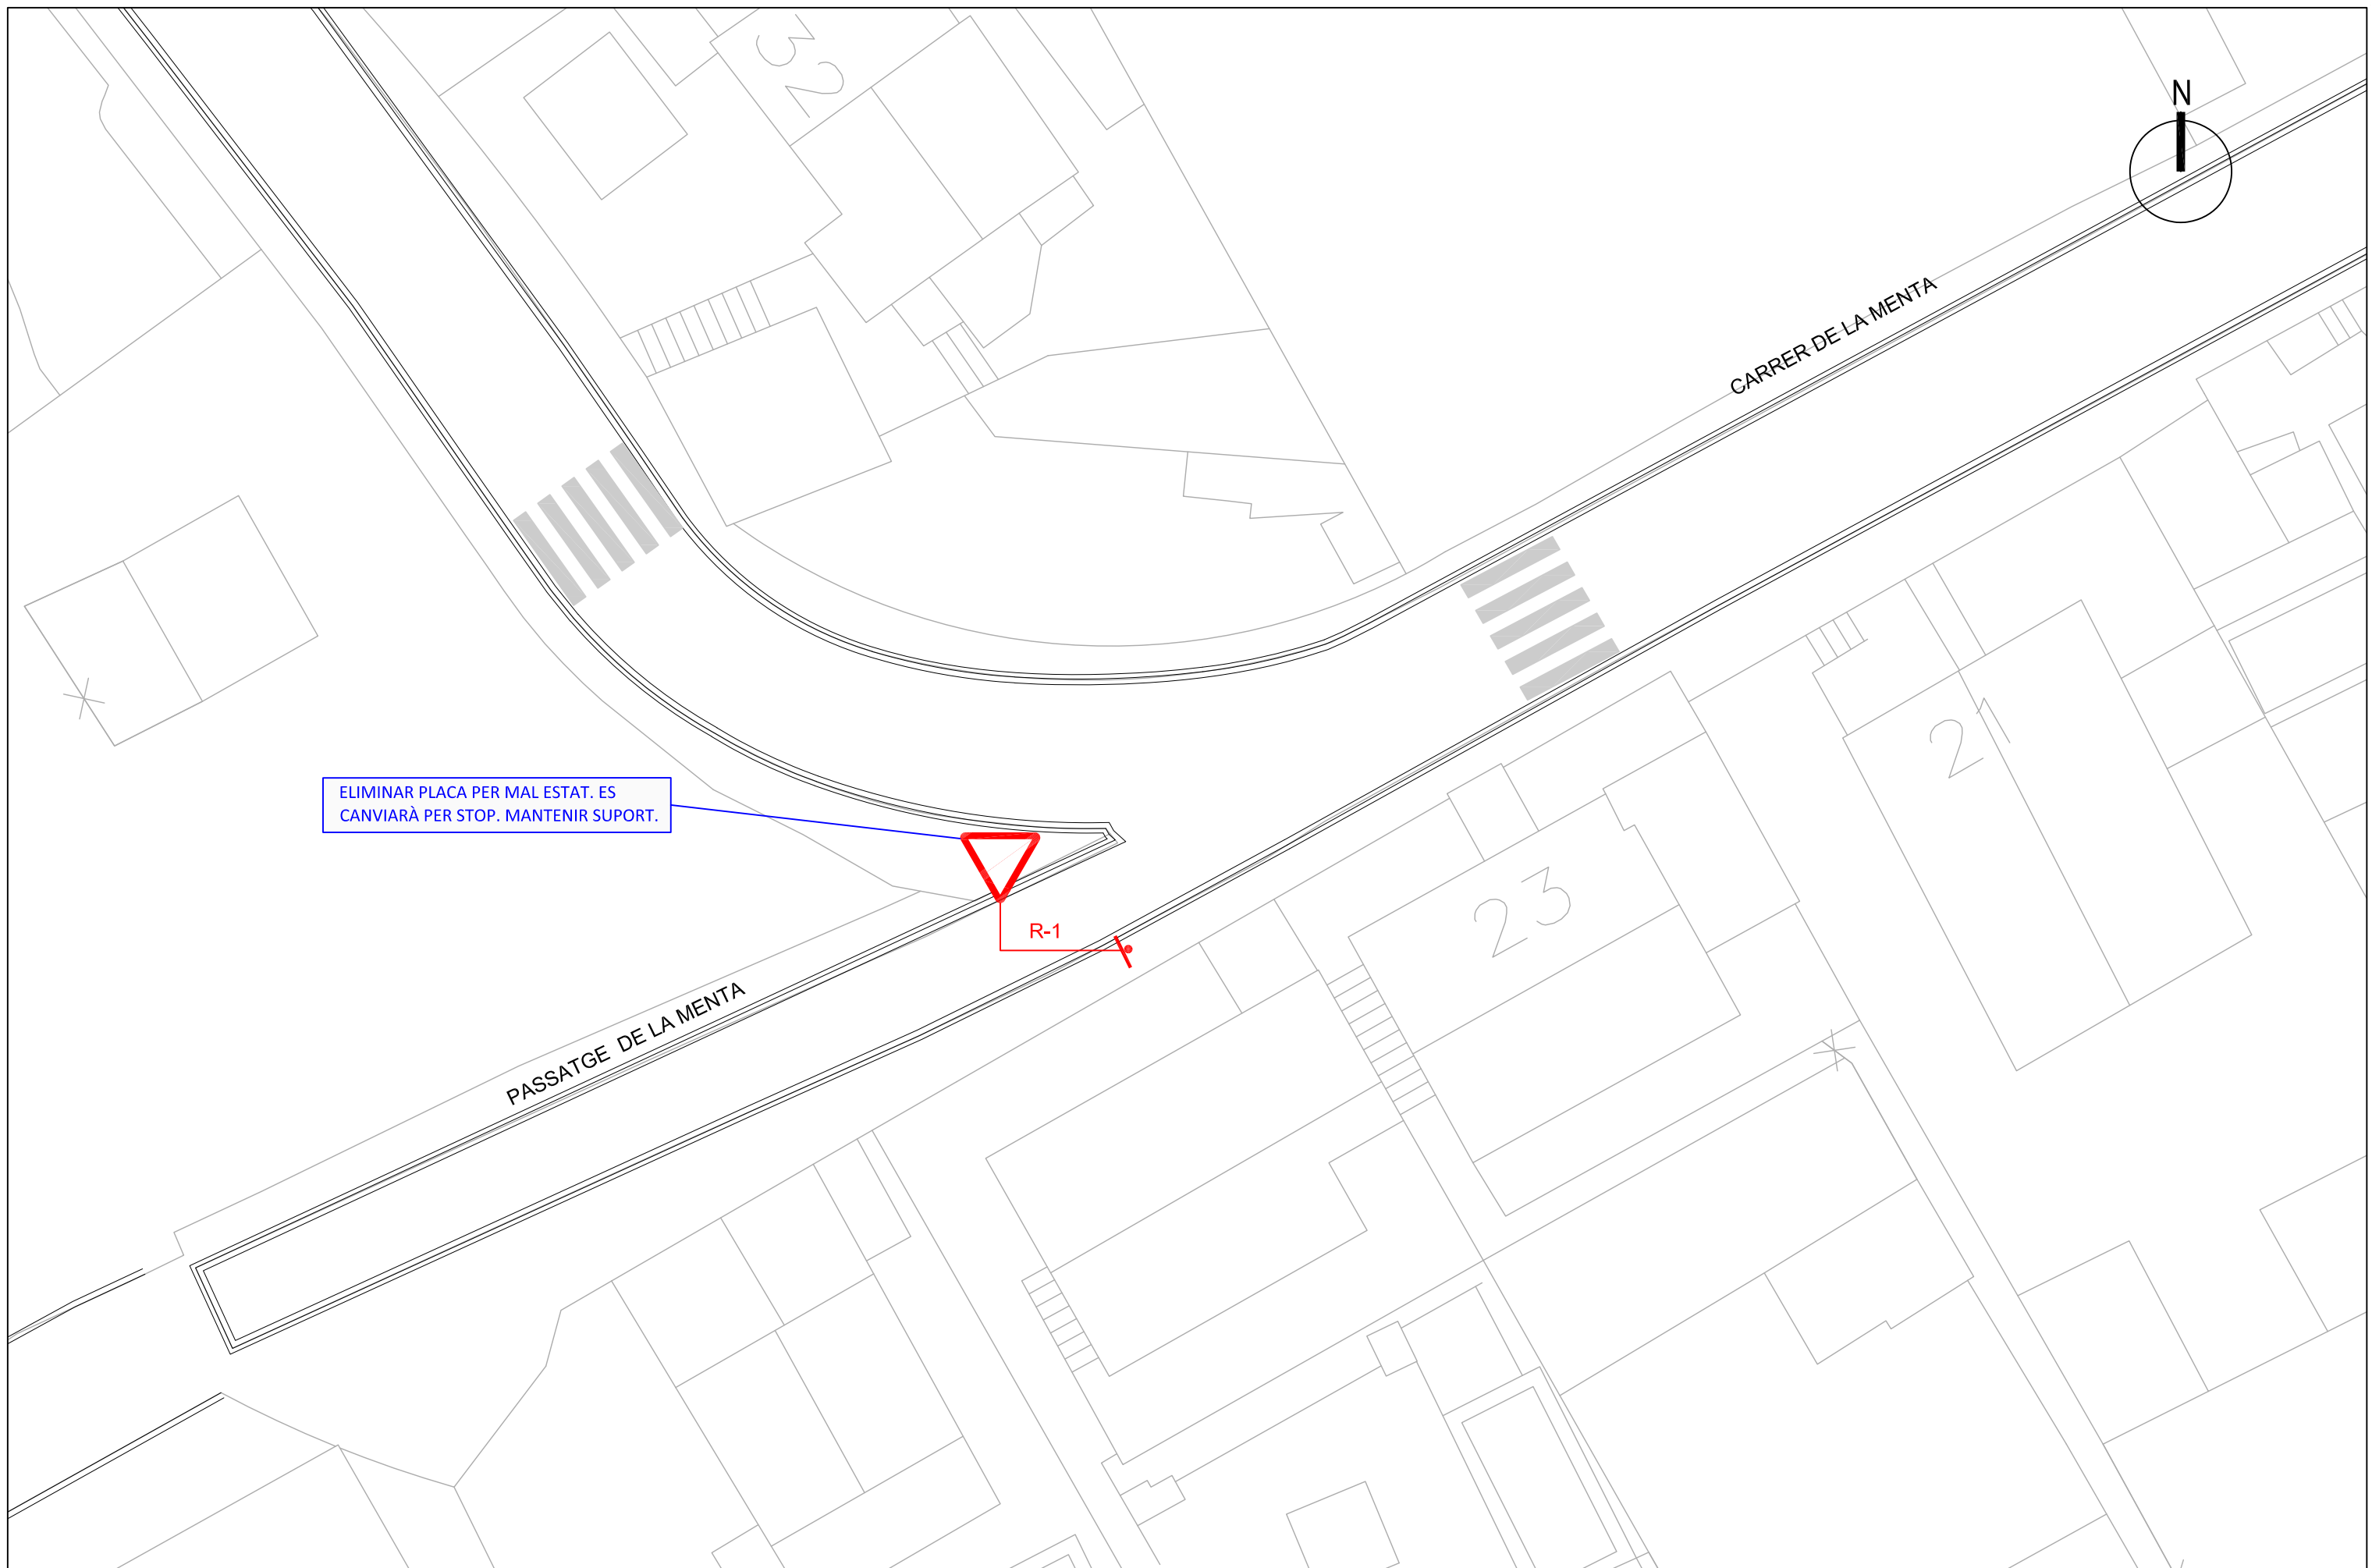 23
N
CARRER DE LA MENTA
21
ELIMINAR PLACA PER MAL ESTAT. ES
CANVIARÀ PER STOP. MANTENIR SUPORT.
23
R-1
PASSATGE DE LA MENTA